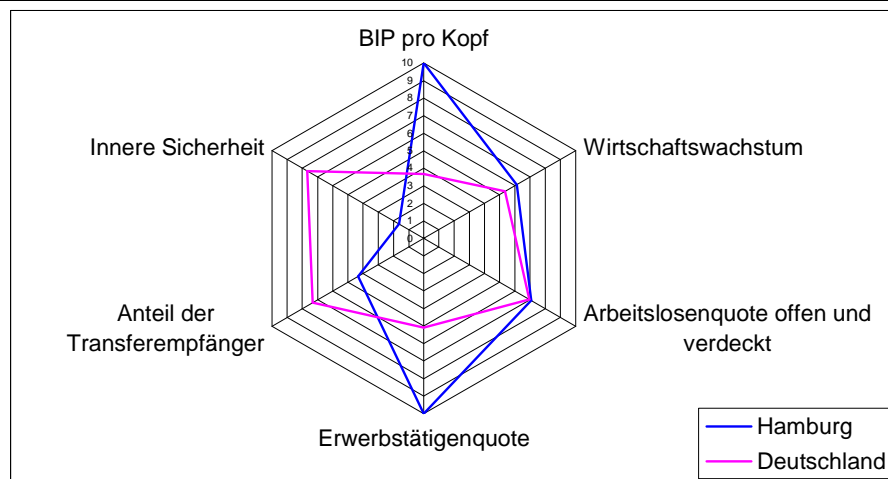 BIP pro Kopf
10
9
8
7
6
5
4
3
2
1
0
Innere Sicherheit
Wirtschaftswachstum
Anteil der
Transferempfänger
Arbeitslosenquote offen und
verdeckt
Erwerbstätigenquote
Hamburg
Deutschland